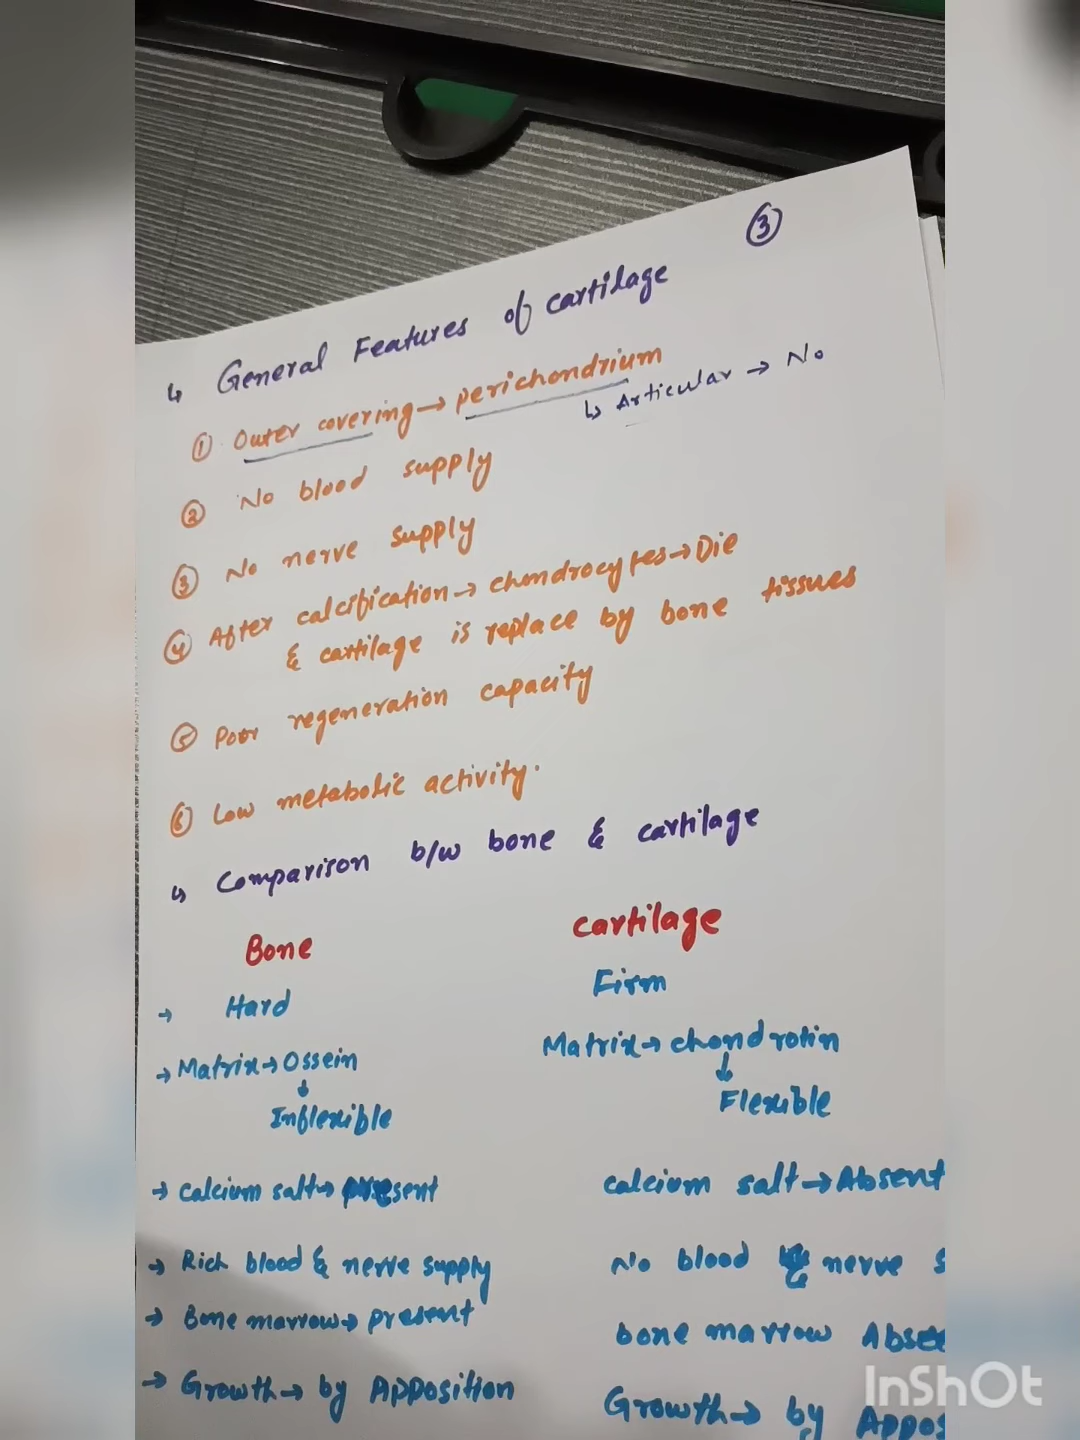 ③
↳ General Features of cartilage
① Outer covering → perichondrium
↳ Articular → No
② No blood supply
③ No nerve supply
④ After calcification → chondrocytes → Die
& cartilage is replace by bone tissues
⑤ Poor regeneration capacity
⑥ Low metabolic activity.
↳ Comparison b/w bone & cartilage
Bone cartilage
→ Hard Firm
→ Matrix → Ossein Matrix → chondrotin
↓ ↓
Inflexible Flexible
→ calcium salt → present calcium salt → Absent
→ Rich blood & nerve supply No blood & nerve s
→ Bone marrow → present bone marrow Abse
→ Growth → by Apposition Growth → by Appos
InShOt